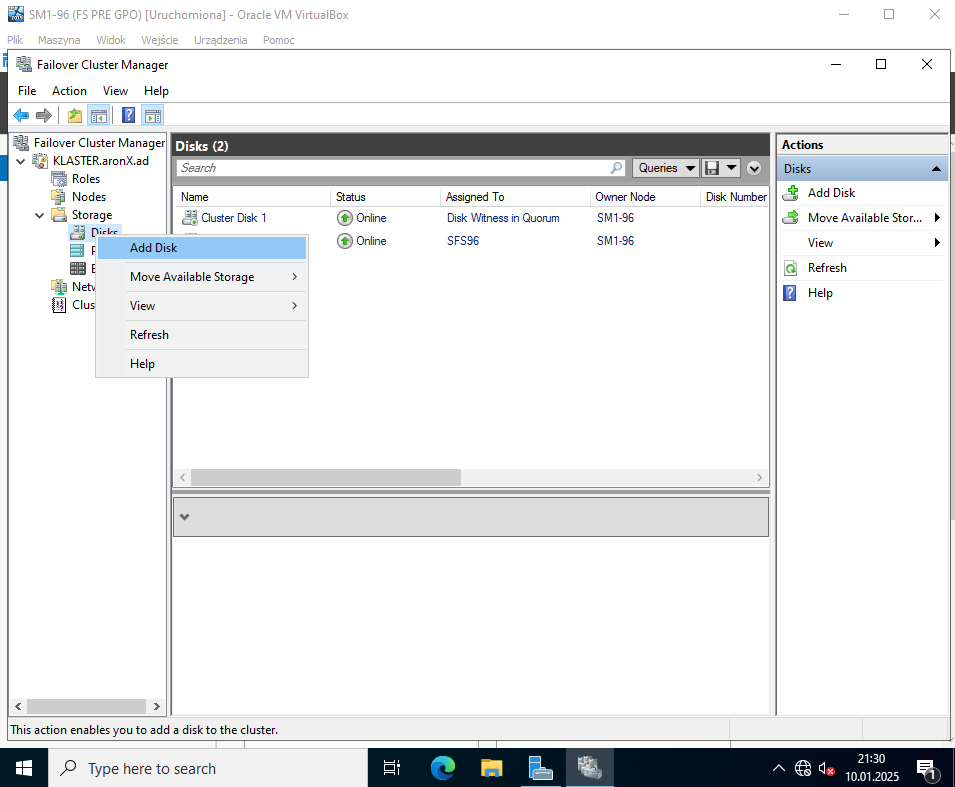 SM1-96 (FS PRE GPO) [Uruchomiona] - Oracle VM VirtualBox
Plik Maszyna Widok Wejście Urządzenia Pomoc
Failover Cluster Manager
File Action View Help
Failover Cluster Manager
KLASTER.aronX.ad
Roles
Nodes
Storage
Disks
Add Disk
Move Available Storage
View
Refresh
Help
Disks (2)
Search
Queries
Name Status Assigned To Owner Node Disk Number
Cluster Disk 1 Online Disk Witness in Quorum SM1-96
Online SFS96 SM1-96
Actions
Disks
Add Disk
Move Available Stor...
View
Refresh
Help
This action enables you to add a disk to the cluster.
Type here to search
21:30
10.01.2025
1